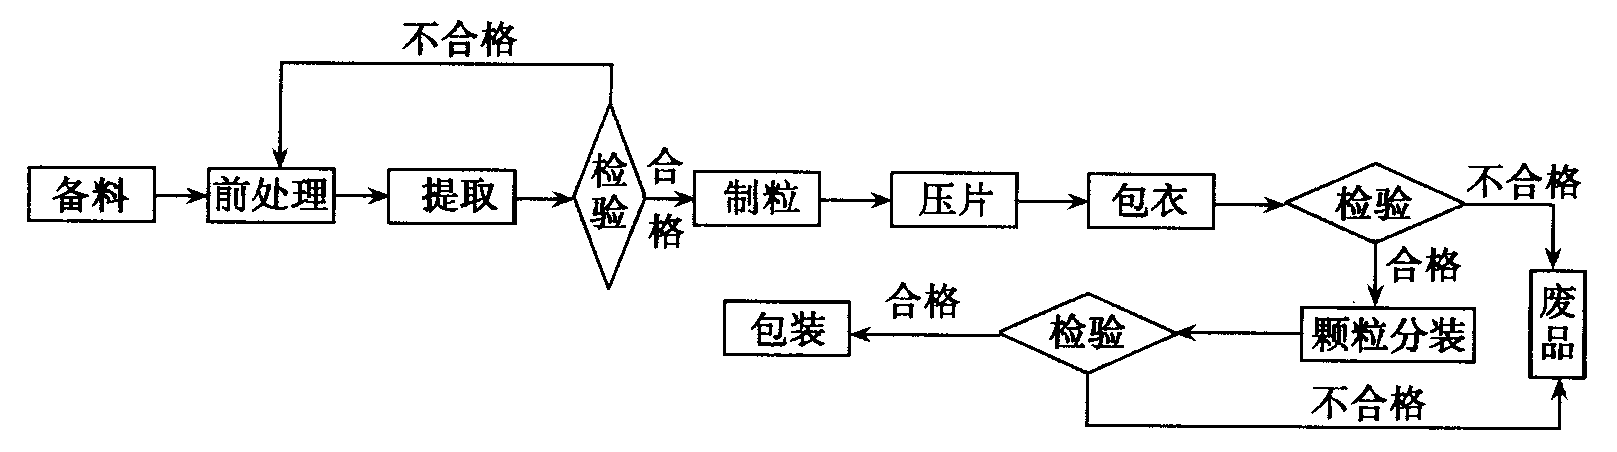 不合格
备料
前处理
提取
检验
合格
制粒
压片
包衣
检验
不合格
合格
废品
颗粒分装
检验
合格
包装
不合格